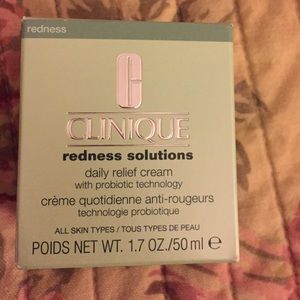 redness
C
CLINIQUE
redness solutions
daily relief cream
with probiotic technology
crème quotidienne anti-rougeurs
technologie probiotique
ALL SKIN TYPES / TOUS TYPES DE PEAU
POIDS NET WT. 1.7 OZ./50 ml ℮